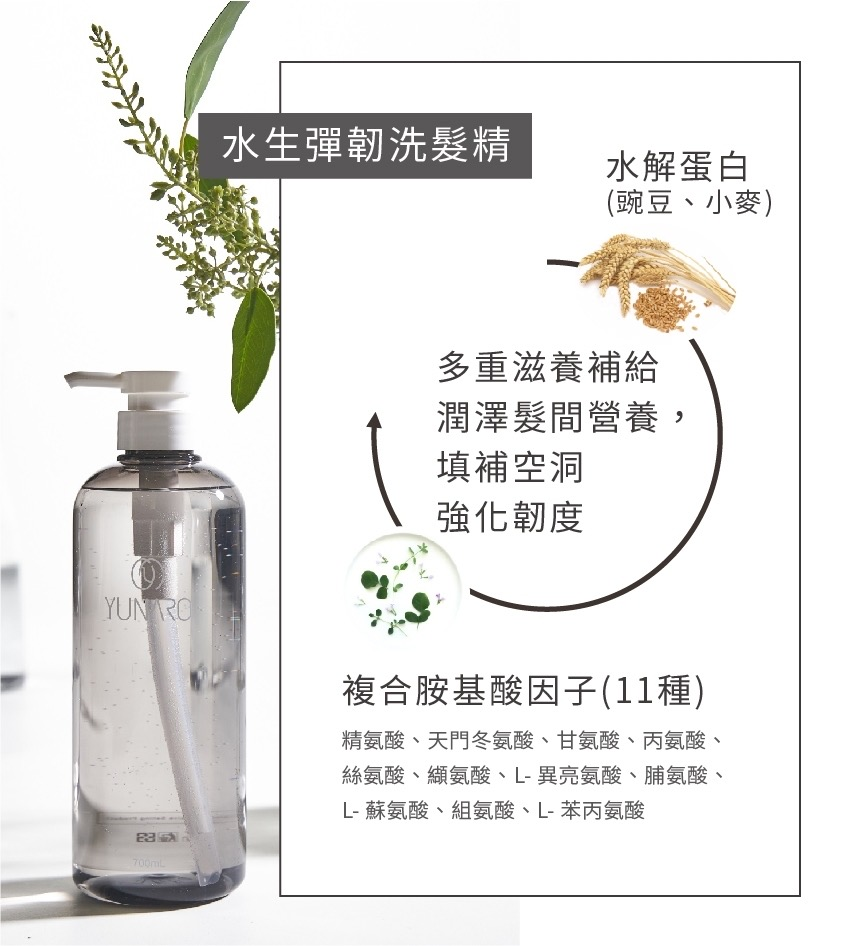 水生彈韌洗髮精
水解蛋白
(豌豆、小麥)
多重滋養補給
潤澤髮間營養，
填補空洞
強化韌度
YUNARO
700mL
複合胺基酸因子(11種)
精氨酸、天門冬氨酸、甘氨酸、丙氨酸、
絲氨酸、纈氨酸、L- 異亮氨酸、脯氨酸、
L- 蘇氨酸、組氨酸、L- 苯丙氨酸